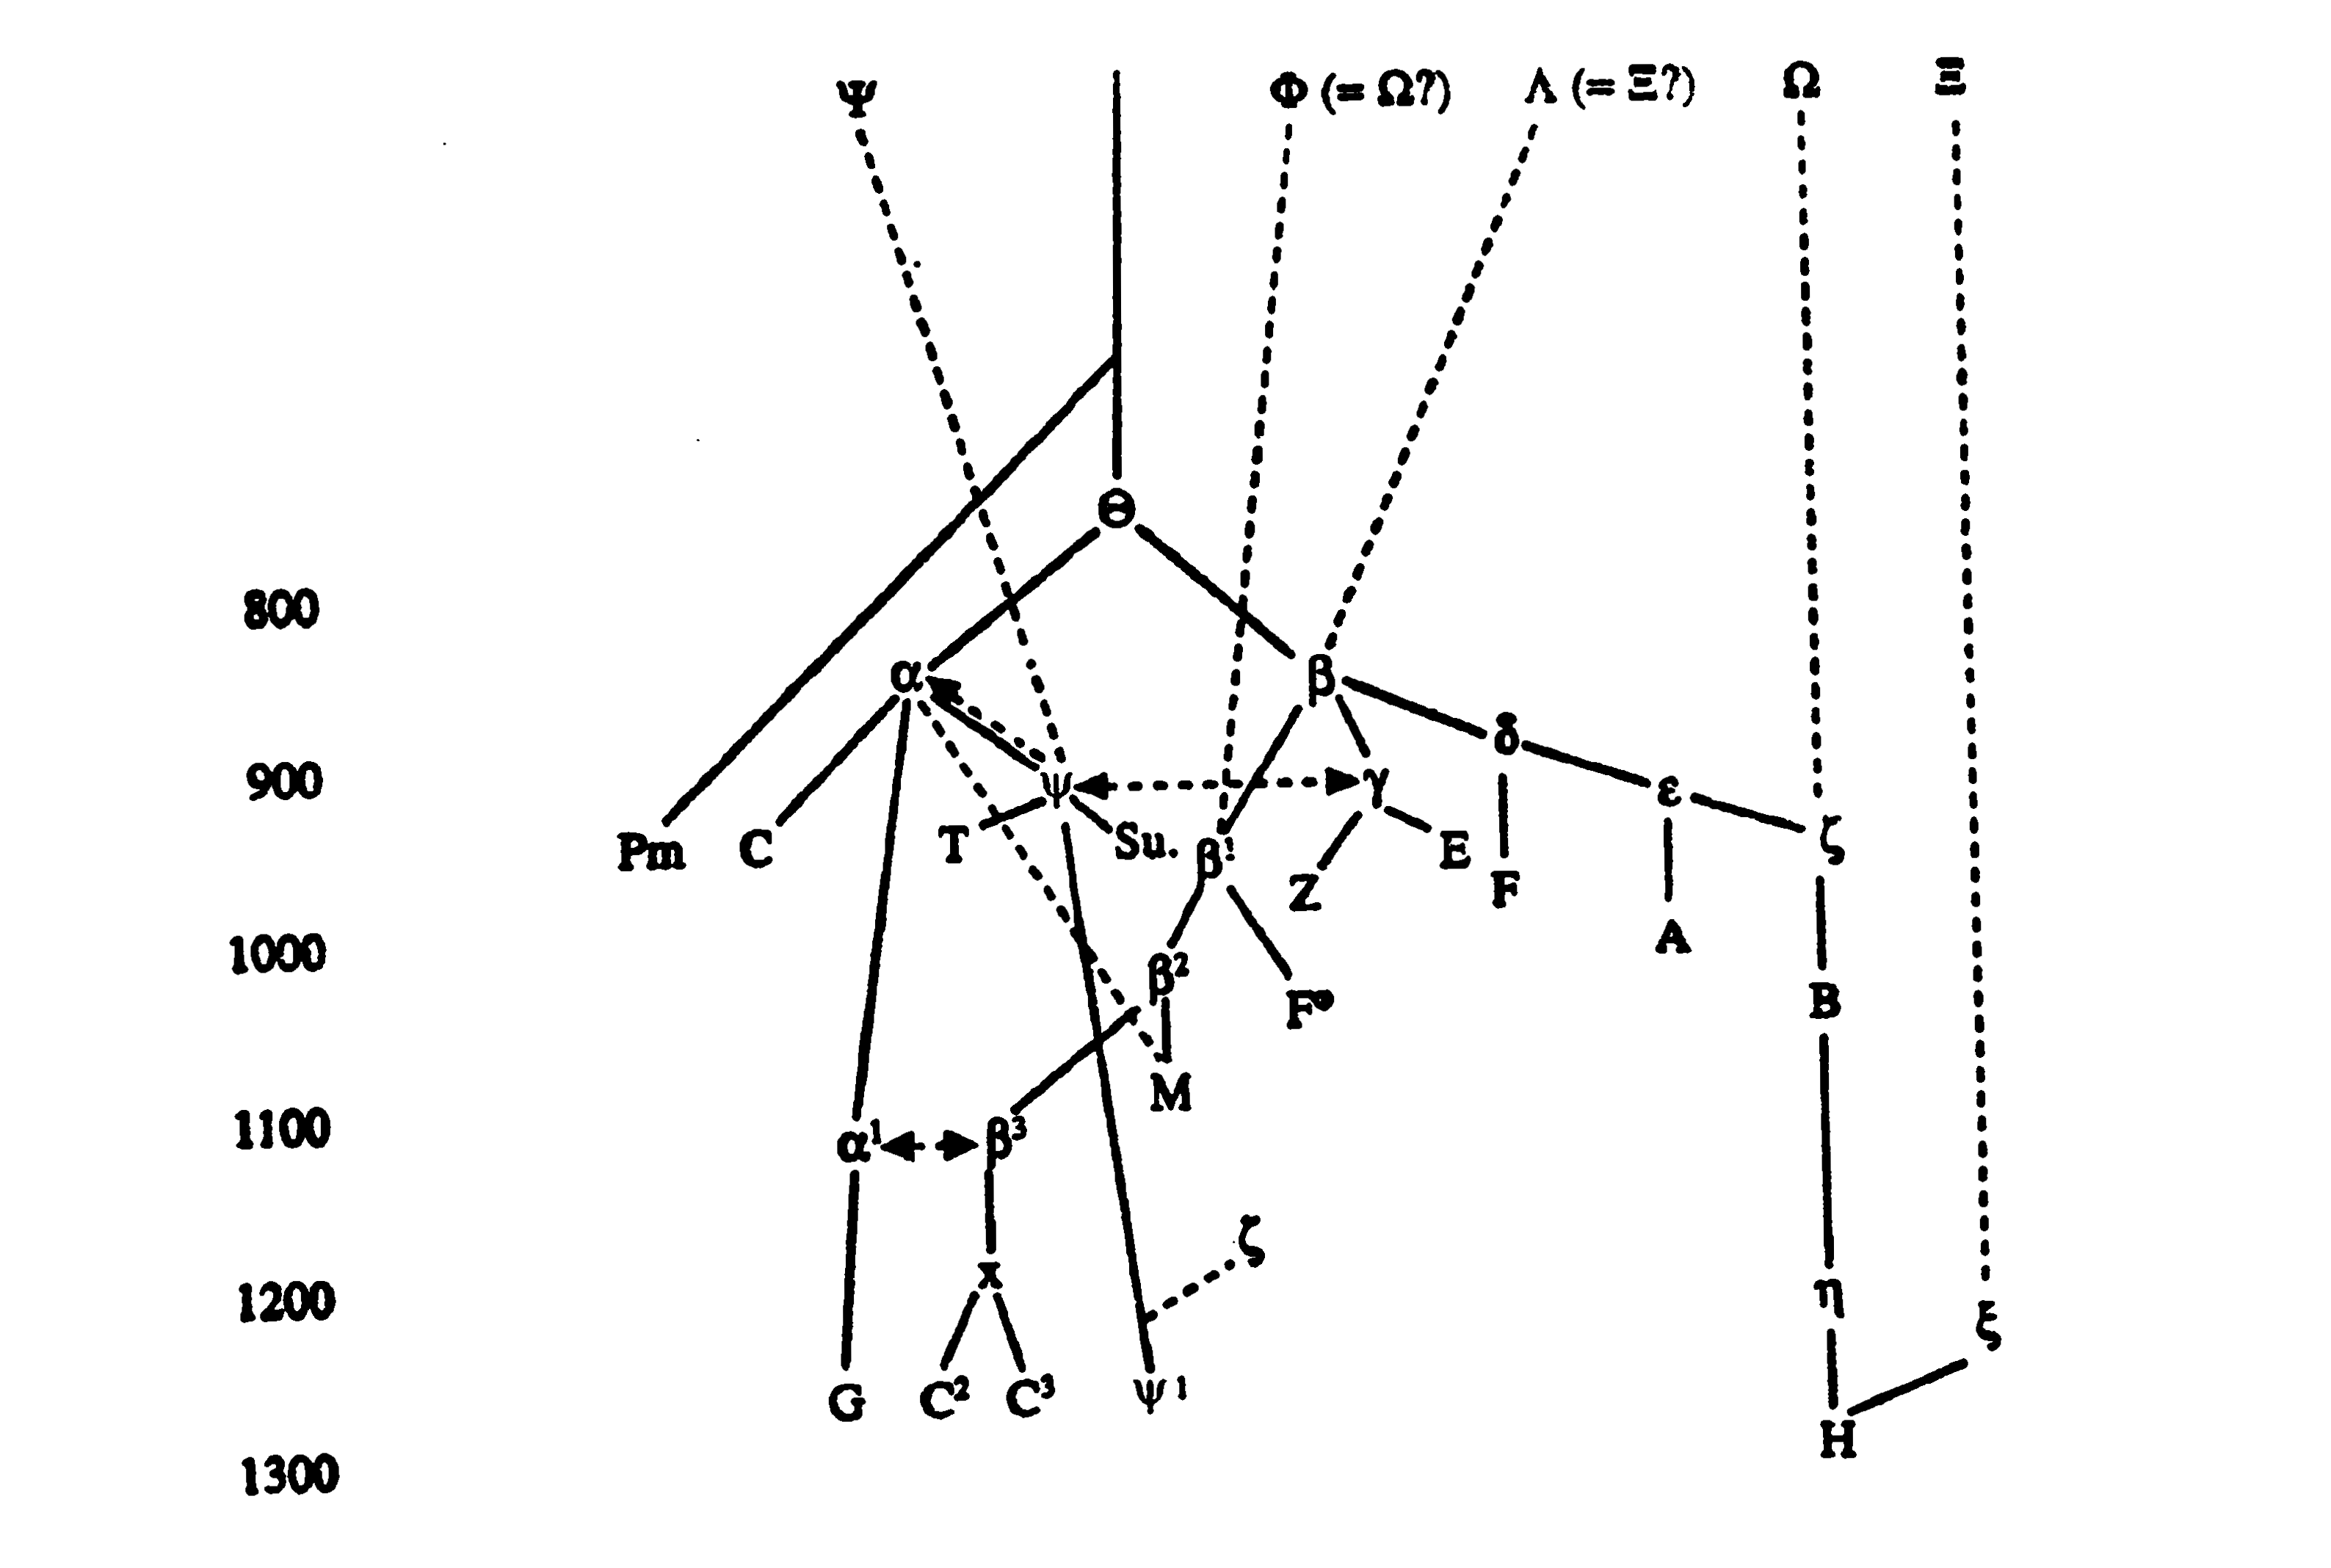 Ψ Φ (= Ω?) Λ (= Ξ?) Ω Ξ
Θ
800
α β
δ
900 ψ γ ε
Pm C T Su. β¹ Z E F ζ
A
1000 β² F° B
M
1100 α¹ β³
ζ
1200 x η ξ
G C² C³ ψ¹
H
1300